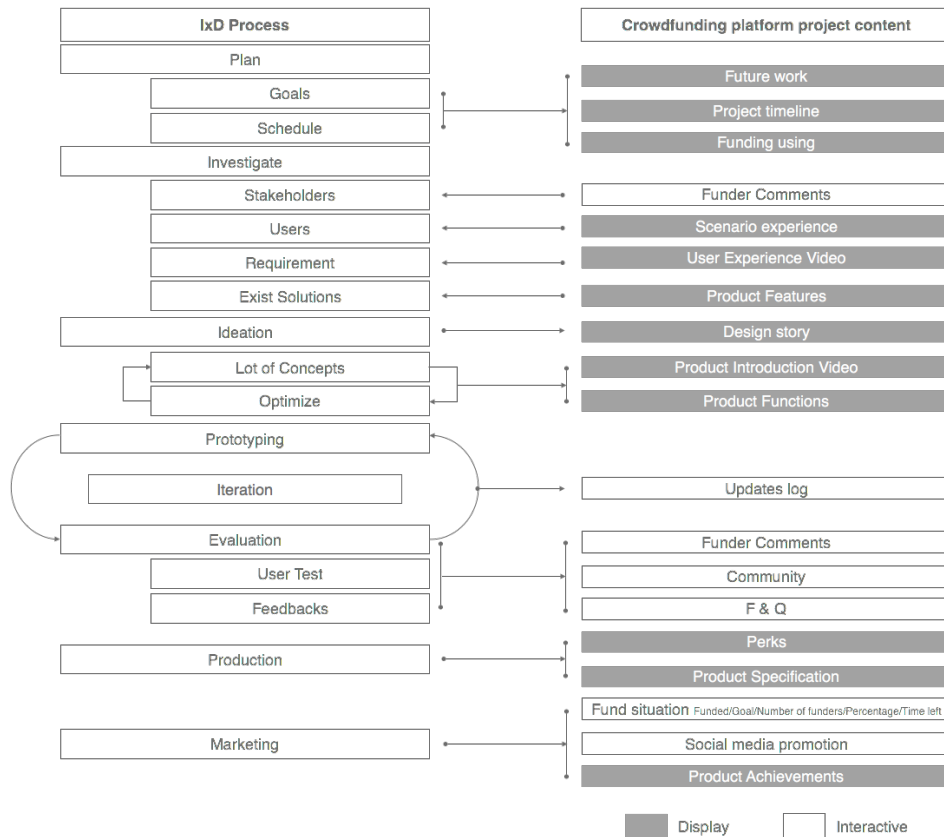 IxD Process
Crowdfunding platform project content
Plan
Future work
Goals
Project timeline
Schedule
Funding using
Investigate
Stakeholders
Funder Comments
Users
Scenario experience
Requirement
User Experience Video
Exist Solutions
Product Features
Ideation
Design story
Lot of Concepts
Product Introduction Video
Optimize
Product Functions
Prototyping
Iteration
Updates log
Evaluation
Funder Comments
User Test
Community
Feedbacks
F & Q
Perks
Production
Product Specification
Fund situation Funded/Goal/Number of funders/Percentage/Time left
Marketing
Social media promotion
Product Achievements
Display
Interactive